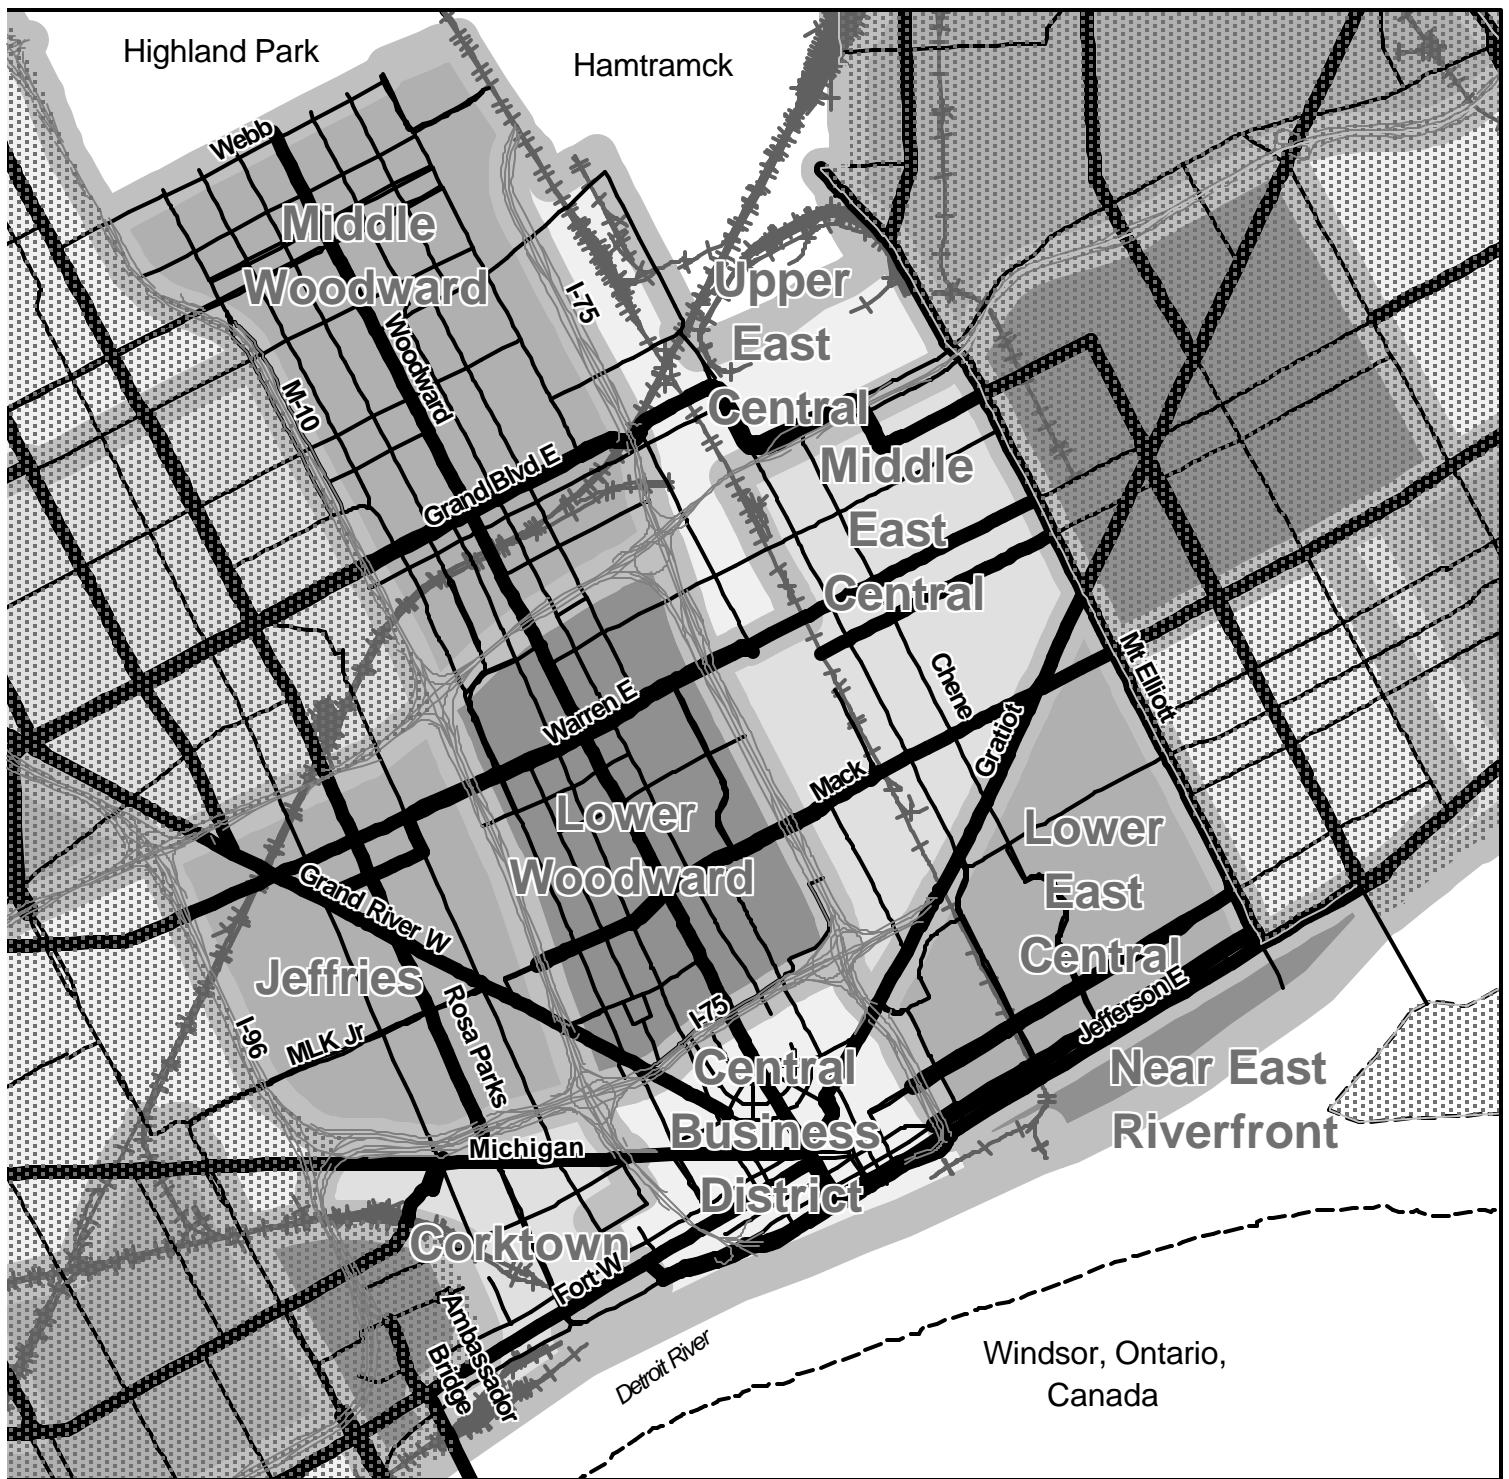 Highland Park
Hamtramck
Webb
Middle
Woodward
I-75
Upper
East
Central
Woodward
M-10
Grand Blvd E
Middle
East
Central
Chene
Mt Elliott
Warren E
Gratiot
Mack
Lower
Woodward
Lower
East
Central
Grand River W
Jeffries
Rosa Parks
I-96
MLK Jr
I-75
Jefferson E
Central
Business
District
Near East
Riverfront
Michigan
Corktown
Fort W
Ambassador
Bridge
Detroit River
Windsor, Ontario,
Canada